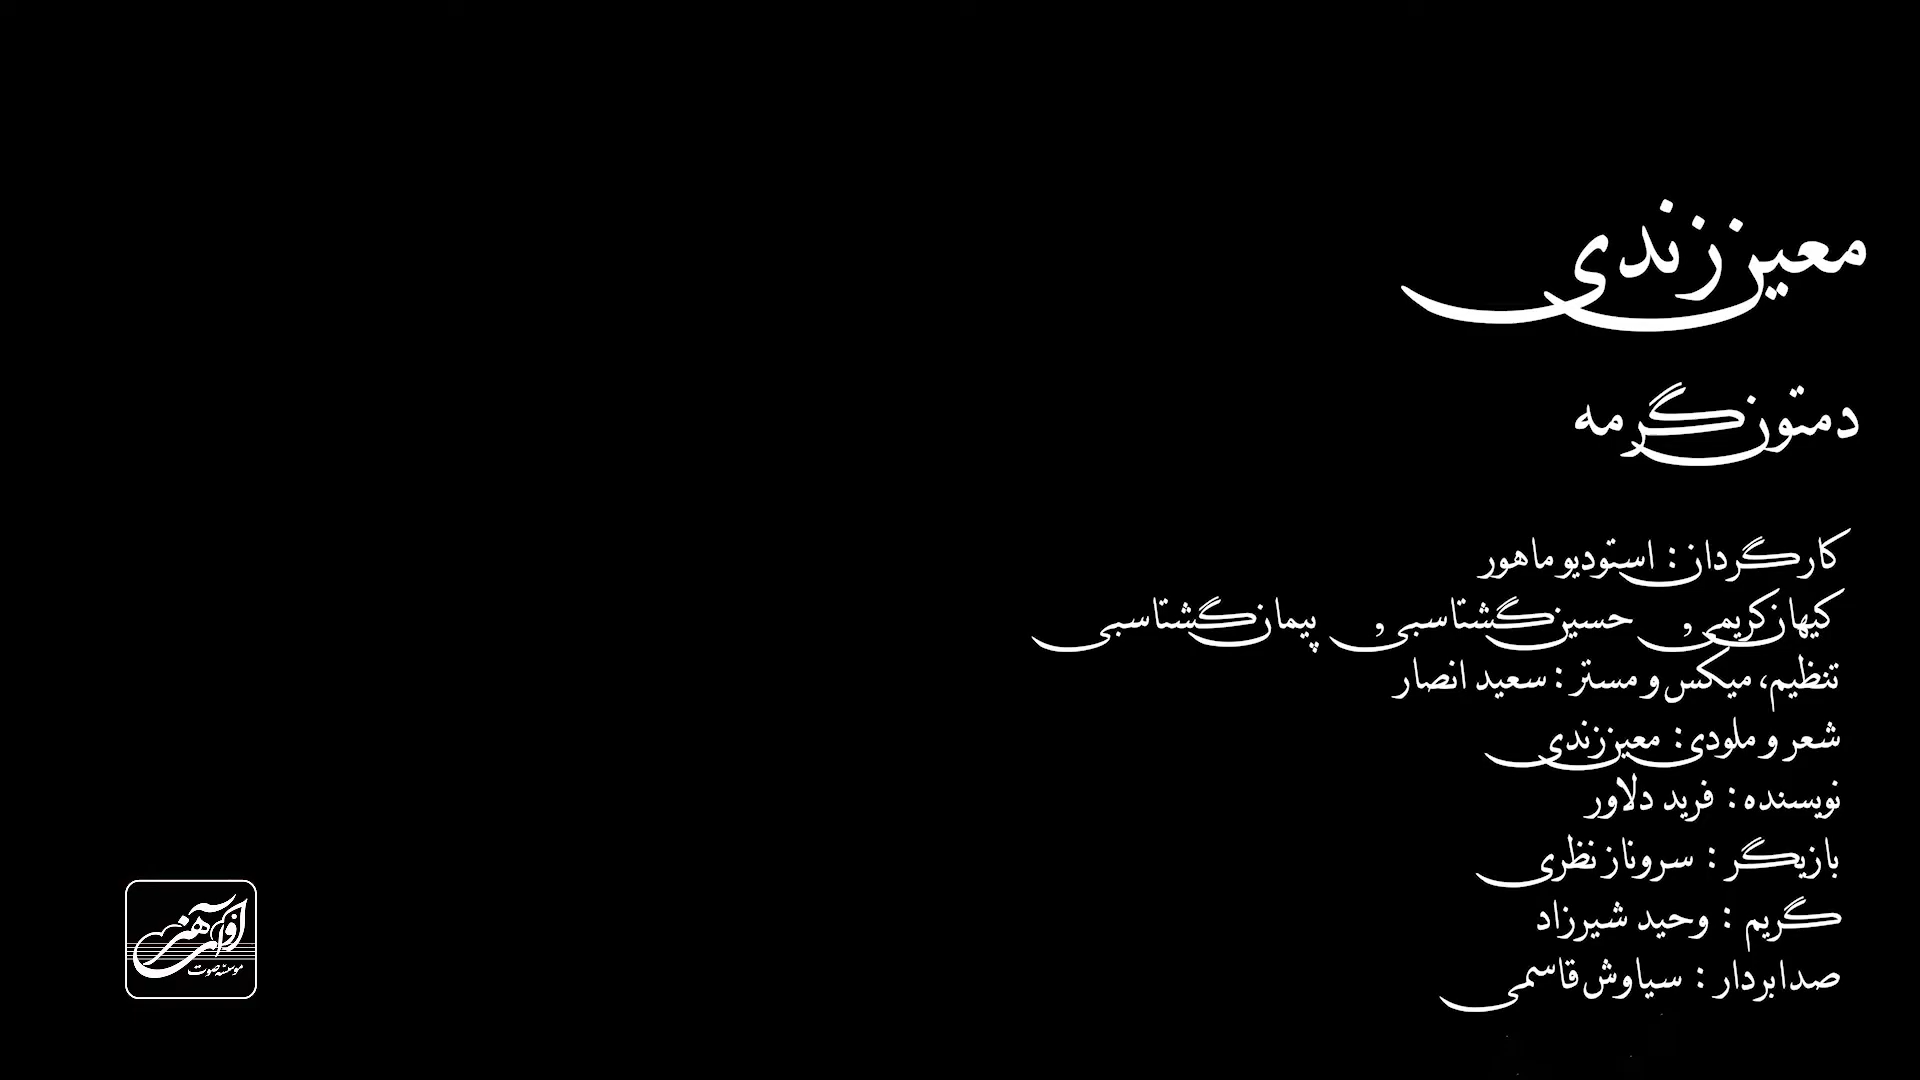 معین زندی
دمتون گرمه
کارگردان : استودیو ماهور
کیهان کریمی و حسین گشتاسبی و پیمان گشتاسبی
تنظیم، میکس و مستر : سعید انصار
شعر و ملودی: معین زندی
نویسنده : فرید دلاور
بازیگر : سروناز نظری
گریم : وحید شیرزاد
صدابردار : سیاوش قاسمی
آوای هنر
موسسه صوت